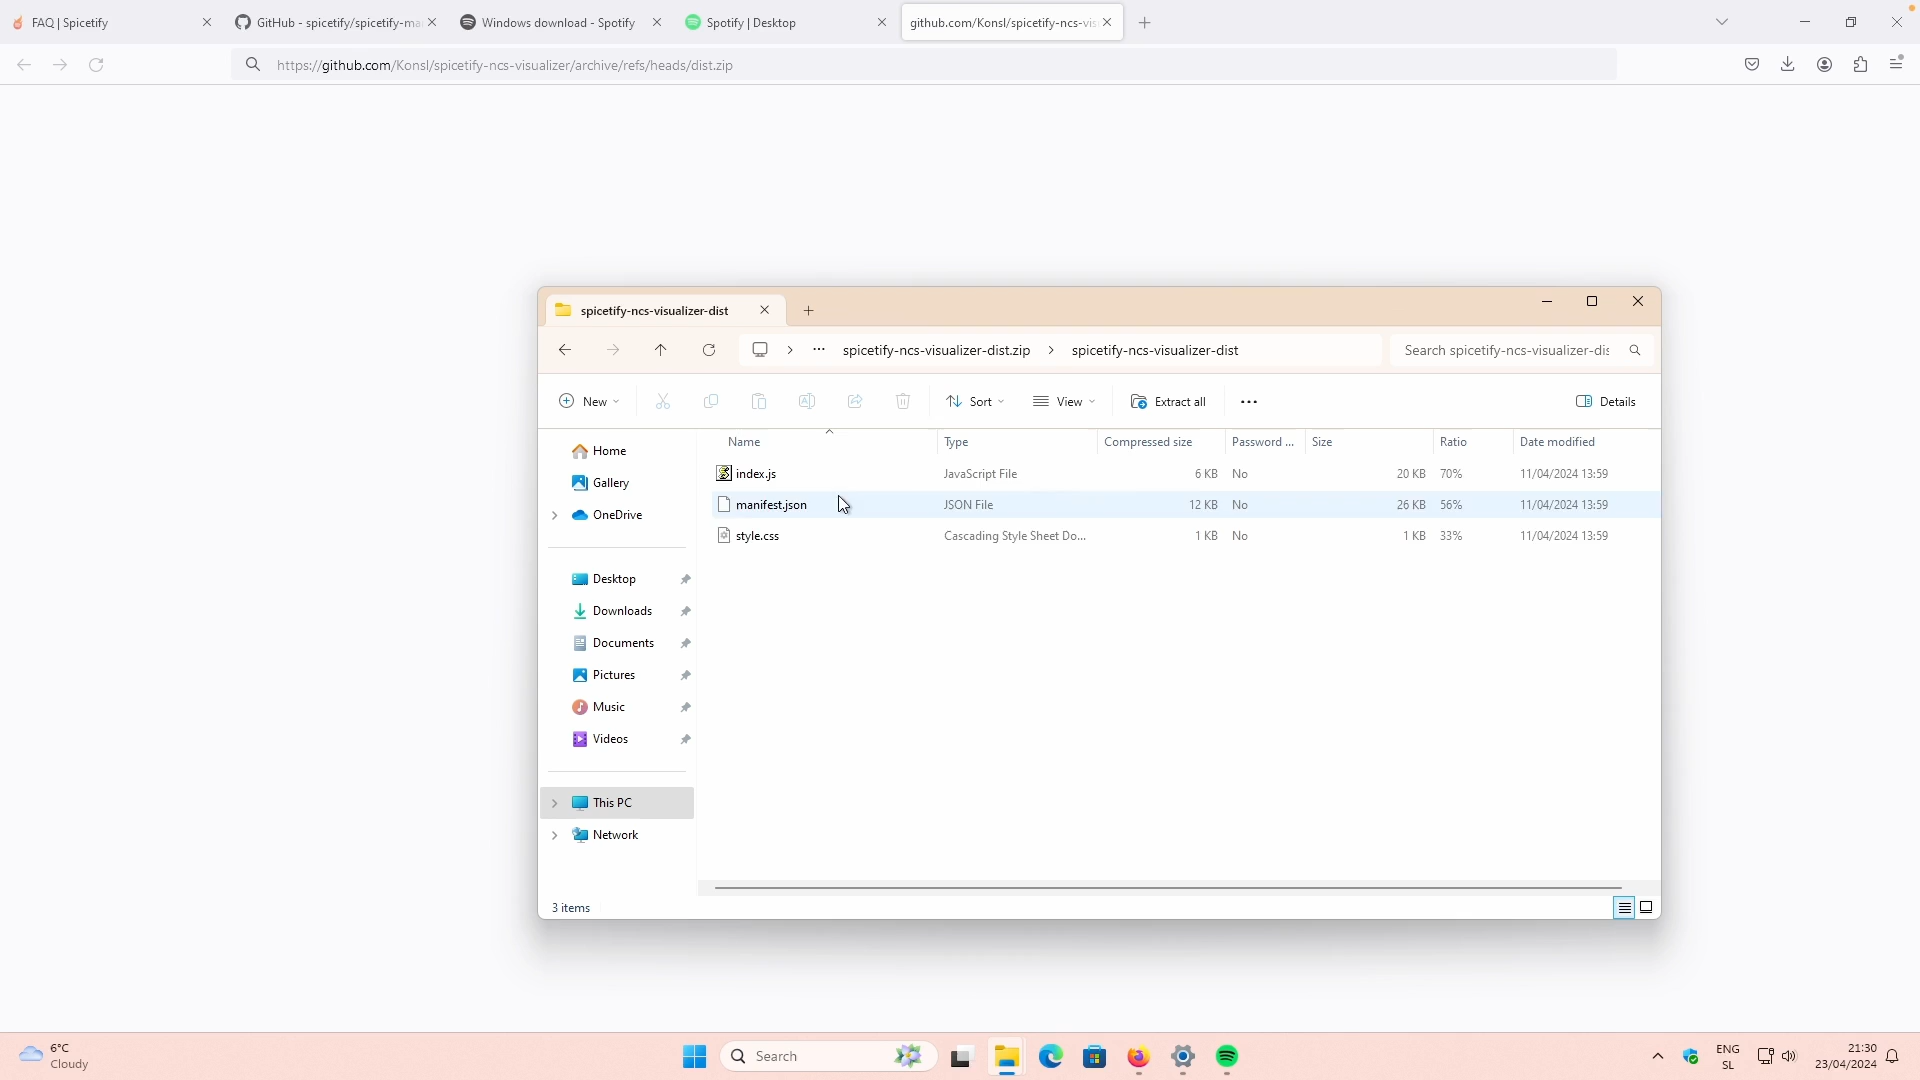 FAQ | Spicetify
GitHub - spicetify/spicetify-ma
Windows download - Spotify
Spotify | Desktop
github.com/Konsl/spicetify-ncs-vis
https://github.com/Konsl/spicetify-ncs-visualizer/archive/refs/heads/dist.zip
spicetify-ncs-visualizer-dist
spicetify-ncs-visualizer-dist.zip
spicetify-ncs-visualizer-dist
Search spicetify-ncs-visualizer-dis
New
Sort
View
Extract all
Details
Name Type Compressed size Password ... Size Ratio Date modified
index.js JavaScript File 6 KB No 20 KB 70% 11/04/2024 13:59
manifest.json JSON File 12 KB No 26 KB 56% 11/04/2024 13:59
style.css Cascading Style Sheet Do... 1 KB No 1 KB 33% 11/04/2024 13:59
Home
Gallery
OneDrive
Desktop
Downloads
Documents
Pictures
Music
Videos
This PC
Network
3 items
6°C
Cloudy
Search
ENG
SL
21:30
23/04/2024